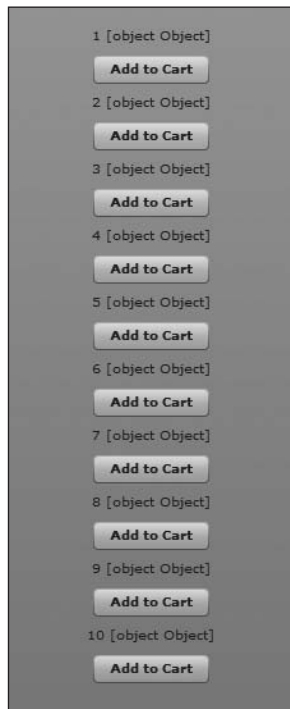 1 [object Object]
Add to Cart
2 [object Object]
Add to Cart
3 [object Object]
Add to Cart
4 [object Object]
Add to Cart
5 [object Object]
Add to Cart
6 [object Object]
Add to Cart
7 [object Object]
Add to Cart
8 [object Object]
Add to Cart
9 [object Object]
Add to Cart
10 [object Object]
Add to Cart